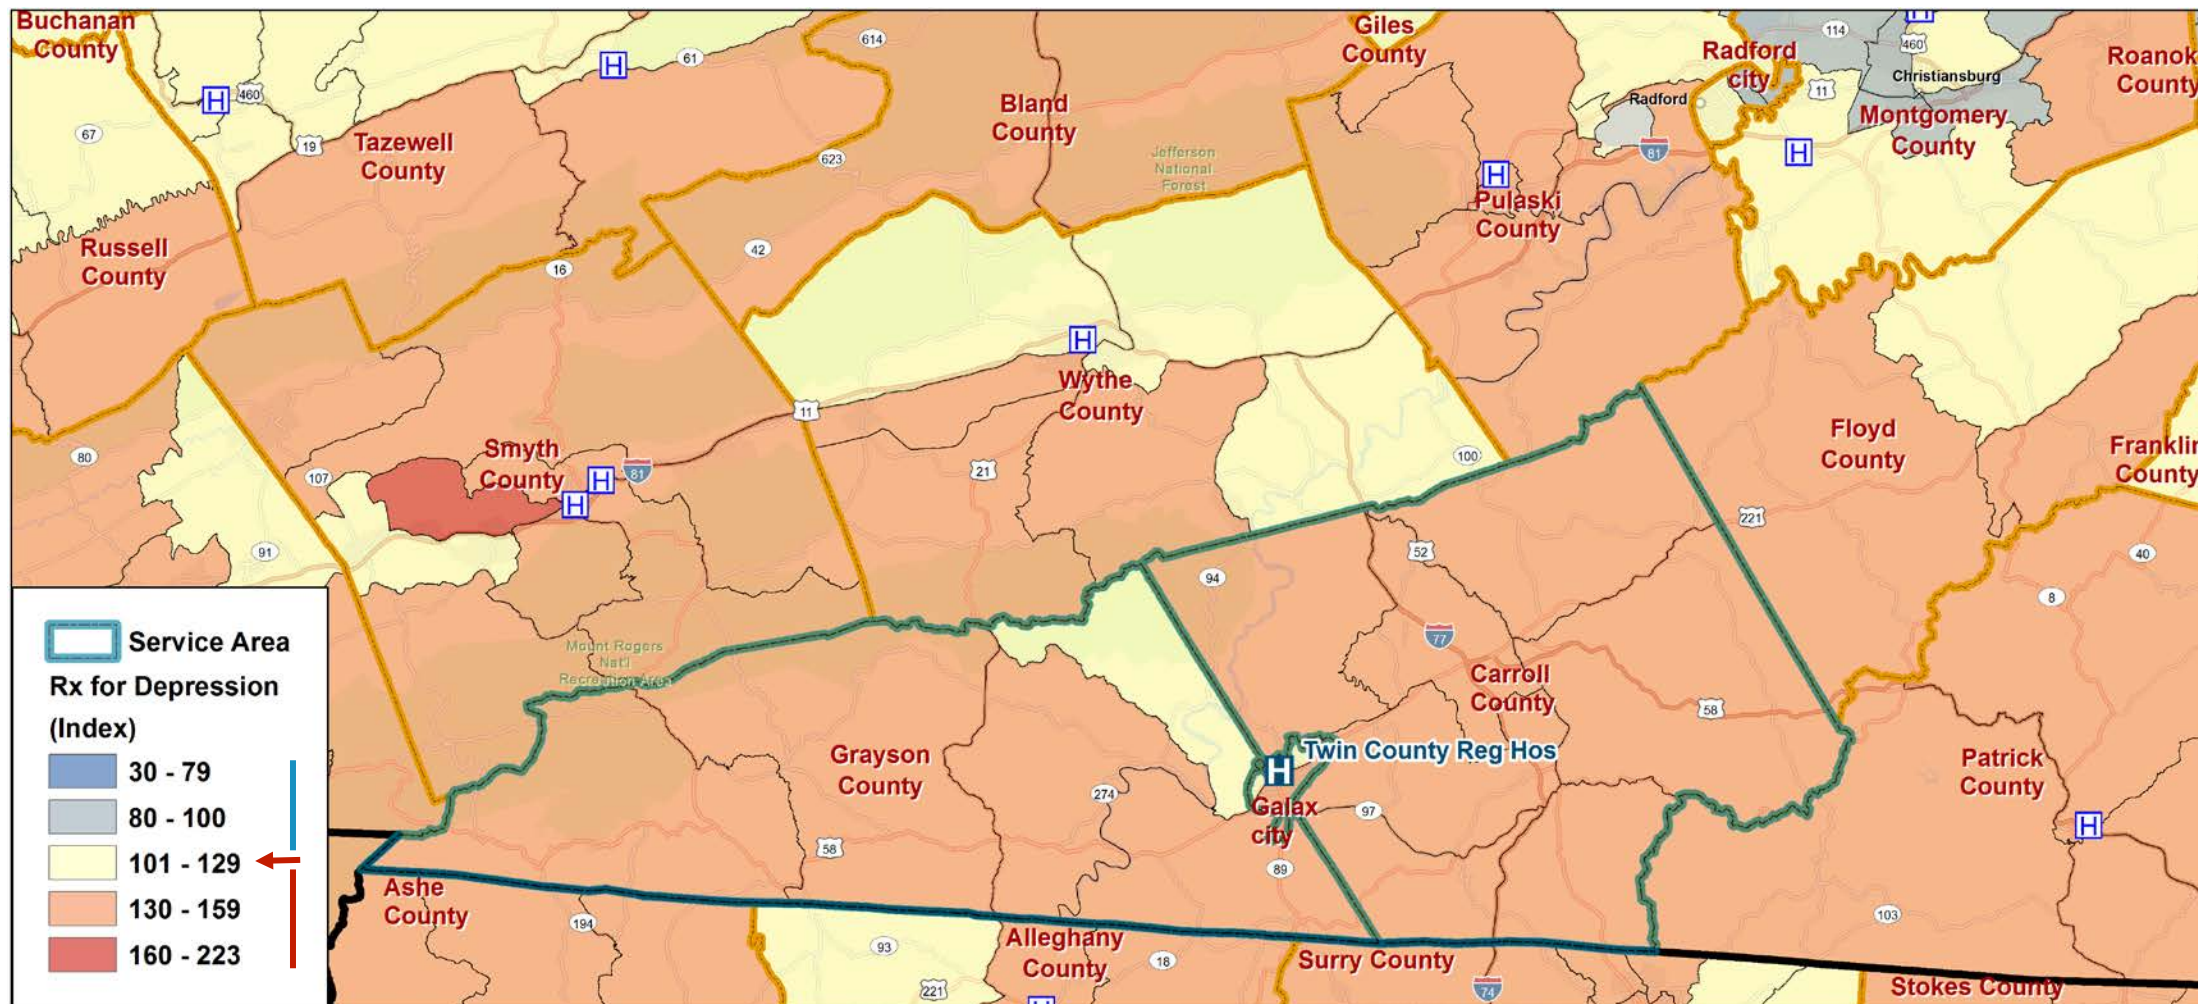 Buchanan
County
Giles
County
Radford
city
Roanok
County
614
61
114
460
Christiansburg
Radford
11
Montgomery
County
460
67
19
Tazewell
County
Bland
County
623
Jefferson
National
Forest
81
Pulaski
County
Russell
County
42
16
Wythe
County
11
80
107
Smyth
County
81
21
100
Floyd
County
Franklin
County
221
91
52
94
40
8
77
Service Area
Rx for Depression
(Index)
30 - 79
80 - 100
101 - 129
130 - 159
160 - 223
Mount Rogers
Nat'l
Recreation Area
Carroll
County
58
Grayson
County
Twin County Reg Hos
Patrick
County
274
Galax
city
97
58
89
Ashe
County
194
93
Alleghany
County
18
221
Surry County
103
74
Stokes County
H
H
H
H
H
H
H
H
H
H
H